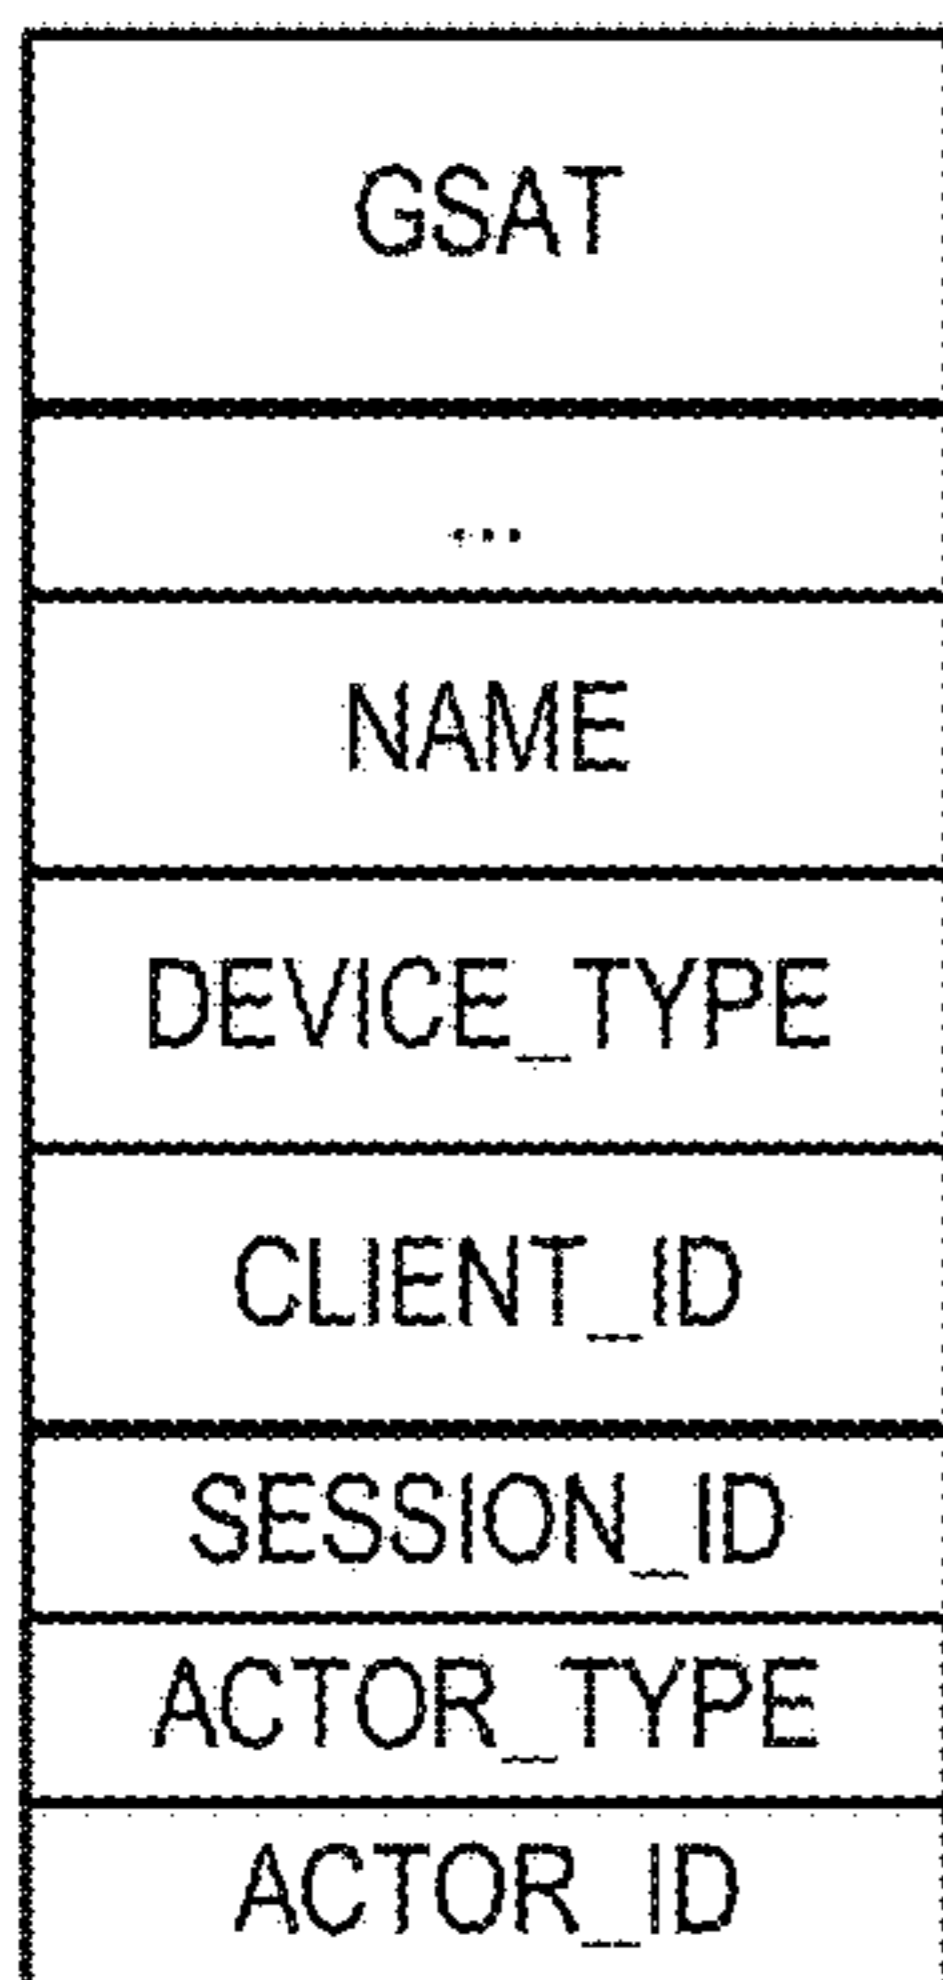 GSAT
...
NAME
DEVICE_TYPE
CLIENT_ID
SESSION_ID
ACTOR_TYPE
ACTOR_ID